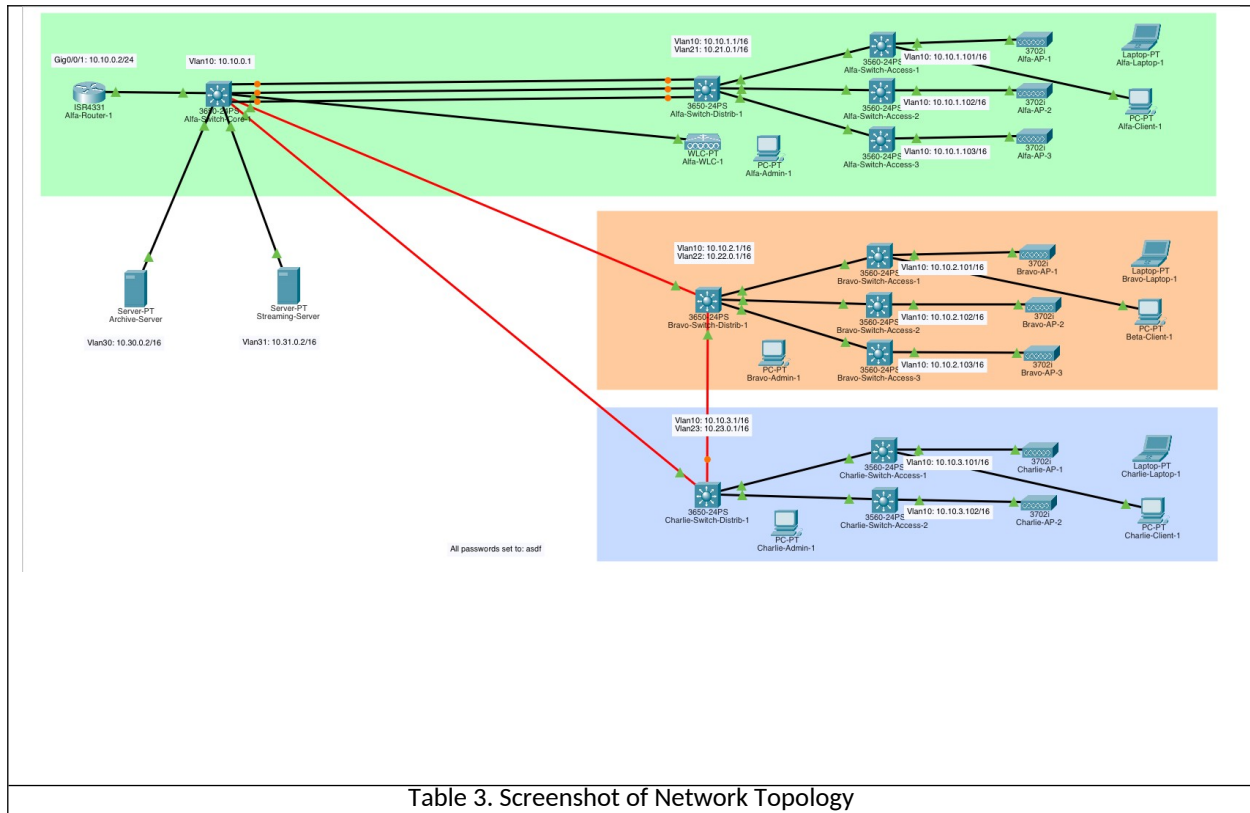 Gig0/0/1: 10.10.0.2/24
ISR4331
Alfa-Router-1
Vlan10: 10.10.0.1
3650-24PS
Alfa-Switch-Core-1
Vlan10: 10.10.1.1/16
Vlan21: 10.21.0.1/16
3650-24PS
Alfa-Switch-Distrib-1
WLC-PT
Alfa-WLC-1
PC-PT
Alfa-Admin-1
3560-24PS
Alfa-Switch-Access-1
Vlan10: 10.10.1.101/16
3702i
Alfa-AP-1
Laptop-PT
Alfa-Laptop-1
3560-24PS
Alfa-Switch-Access-2
Vlan10: 10.10.1.102/16
3702i
Alfa-AP-2
PC-PT
Alfa-Client-1
3560-24PS
Alfa-Switch-Access-3
Vlan10: 10.10.1.103/16
3702i
Alfa-AP-3
Server-PT
Archive-Server
Vlan30: 10.30.0.2/16
Server-PT
Streaming-Server
Vlan31: 10.31.0.2/16
Vlan10: 10.10.2.1/16
Vlan22: 10.22.0.1/16
3650-24PS
Bravo-Switch-Distrib-1
PC-PT
Bravo-Admin-1
3560-24PS
Bravo-Switch-Access-1
Vlan10: 10.10.2.101/16
3702i
Bravo-AP-1
Laptop-PT
Bravo-Laptop-1
3560-24PS
Bravo-Switch-Access-2
Vlan10: 10.10.2.102/16
3702i
Bravo-AP-2
PC-PT
Beta-Client-1
3560-24PS
Bravo-Switch-Access-3
Vlan10: 10.10.2.103/16
3702i
Bravo-AP-3
Vlan10: 10.10.3.1/16
Vlan23: 10.23.0.1/16
3650-24PS
Charlie-Switch-Distrib-1
PC-PT
Charlie-Admin-1
3560-24PS
Charlie-Switch-Access-1
Vlan10: 10.10.3.101/16
3702i
Charlie-AP-1
Laptop-PT
Charlie-Laptop-1
3560-24PS
Charlie-Switch-Access-2
Vlan10: 10.10.3.102/16
3702i
Charlie-AP-2
PC-PT
Charlie-Client-1
All passwords set to: asdf
Table 3. Screenshot of Network Topology